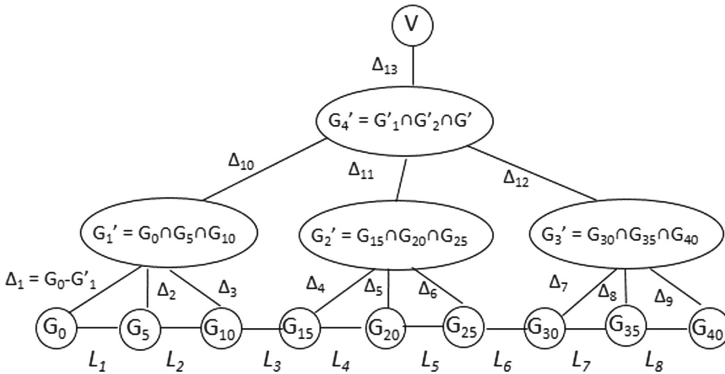 V
Δ₁₃
G₄' = G'₁∩G'₂∩G'
Δ₁₀ Δ₁₁ Δ₁₂
G₁' = G₀∩G₅∩G₁₀ G₂' = G₁₅∩G₂₀∩G₂₅ G₃' = G₃₀∩G₃₅∩G₄₀
Δ₁ = G₀-G'₁ Δ₂ Δ₃ Δ₄ Δ₅ Δ₆ Δ₇ Δ₈ Δ₉
G₀ G₅ G₁₀ G₁₅ G₂₀ G₂₅ G₃₀ G₃₅ G₄₀
L₁ L₂ L₃ L₄ L₅ L₆ L₇ L₈